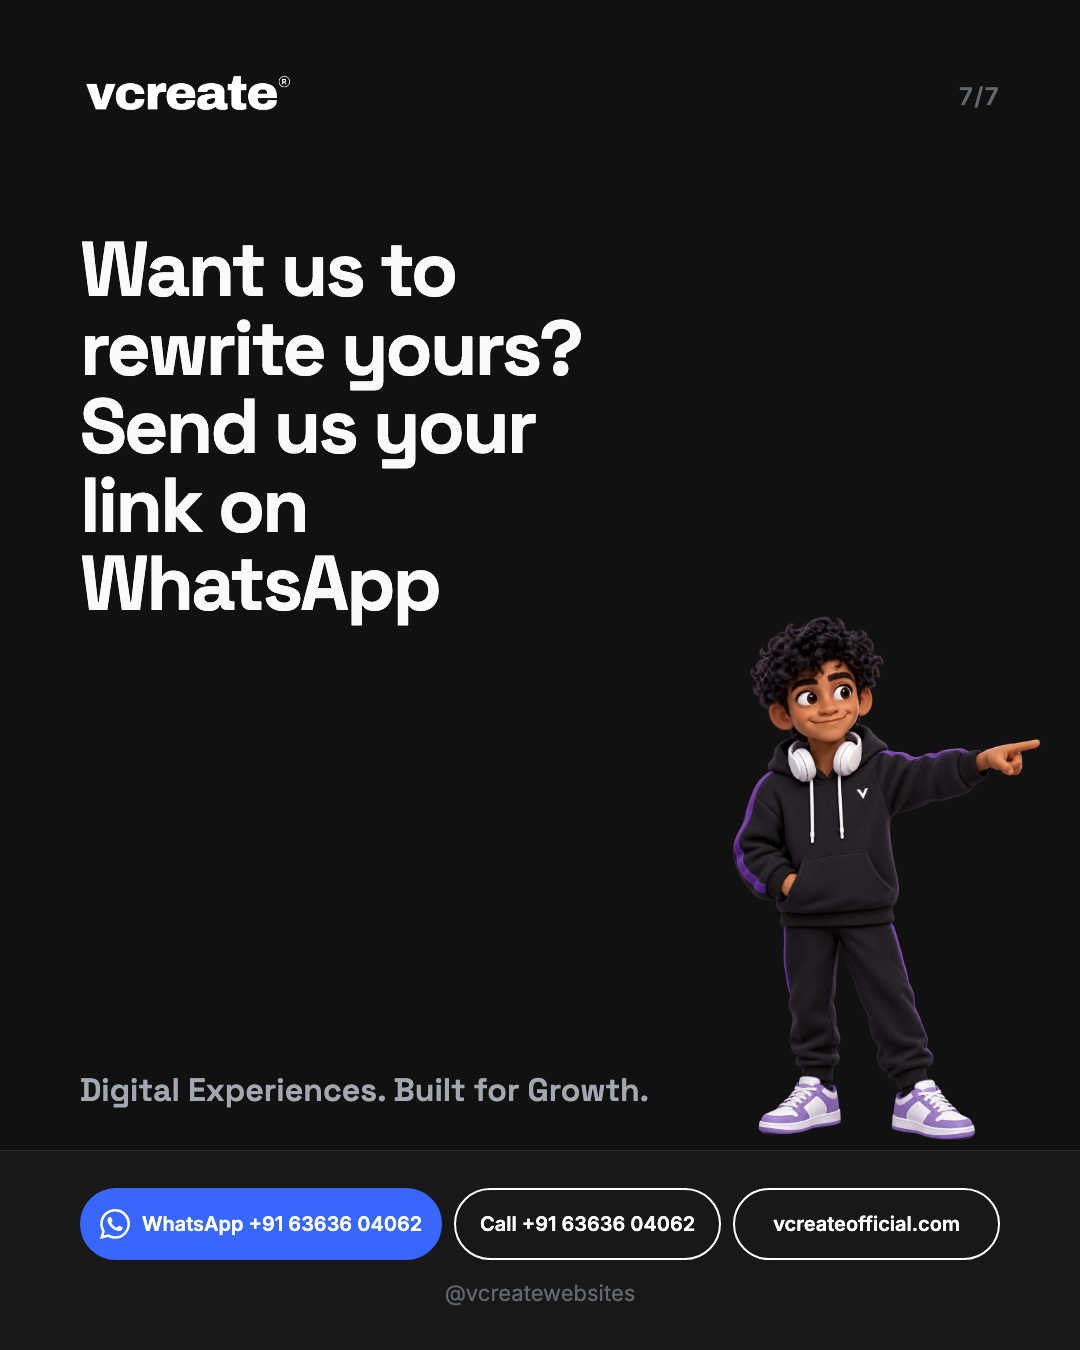 vcreate®
7/7
Want us to
rewrite yours?
Send us your
link on
WhatsApp
V
Digital Experiences. Built for Growth.
WhatsApp +91 63636 04062
Call +91 63636 04062
vcreateofficial.com
@vcreatewebsites